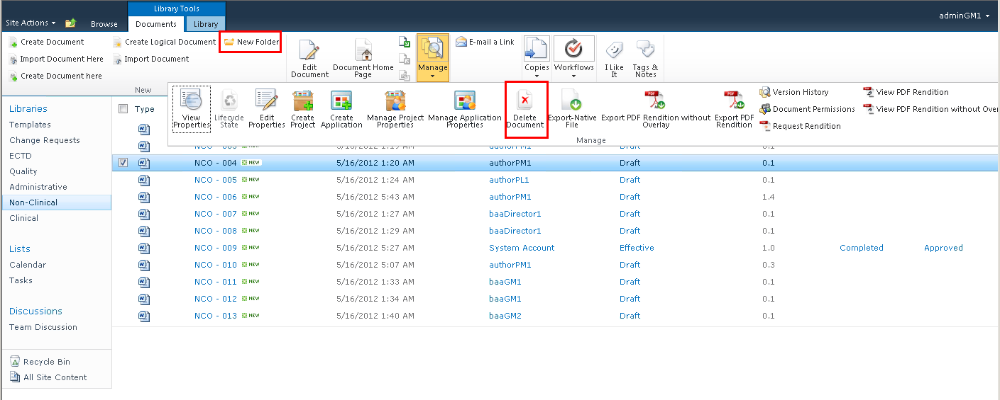 Library Tools
Site Actions Browse Documents Library adminGM1
Create Document Create Logical Document New Folder
Import Document Here Import Document
Create Document here
Edit Document
Document Home Page
Manage
E-mail a Link
Copies
Workflows
I Like It
Tags & Notes
New
View Properties
Lifecycle State
Edit Properties
Create Project
Create Application
Manage Project Properties
Manage Application Properties
Delete Document
Export-Native File
Export PDF Rendition without Overlay
Export PDF Rendition
Version History
Document Permissions
Request Rendition
View PDF Rendition
View PDF Rendition without Over
Manage
Libraries
Templates
Change Requests
ECTD
Quality
Administrative
Non-Clinical
Clinical
Lists
Calendar
Tasks
Discussions
Team Discussion
Recycle Bin
All Site Content
Type
NCO - 003 NEW 5/16/2012 1:19 AM authorPM1 Draft 0.1
NCO - 004 NEW 5/16/2012 1:20 AM authorPM1 Draft 0.1
NCO - 005 NEW 5/16/2012 1:24 AM authorPL1 Draft 0.1
NCO - 006 NEW 5/16/2012 5:43 AM authorPM1 Draft 1.4
NCO - 007 NEW 5/16/2012 1:27 AM baaDirector1 Draft 0.1
NCO - 008 NEW 5/16/2012 1:29 AM baaDirector1 Draft 0.1
NCO - 009 NEW 5/16/2012 5:27 AM System Account Effective 1.0 Completed Approved
NCO - 010 NEW 5/16/2012 5:07 AM authorPM1 Draft 0.3
NCO - 011 NEW 5/16/2012 1:33 AM baaGM1 Draft 0.1
NCO - 012 NEW 5/16/2012 1:34 AM baaGM1 Draft 0.1
NCO - 013 NEW 5/16/2012 1:40 AM baaGM2 Draft 0.1